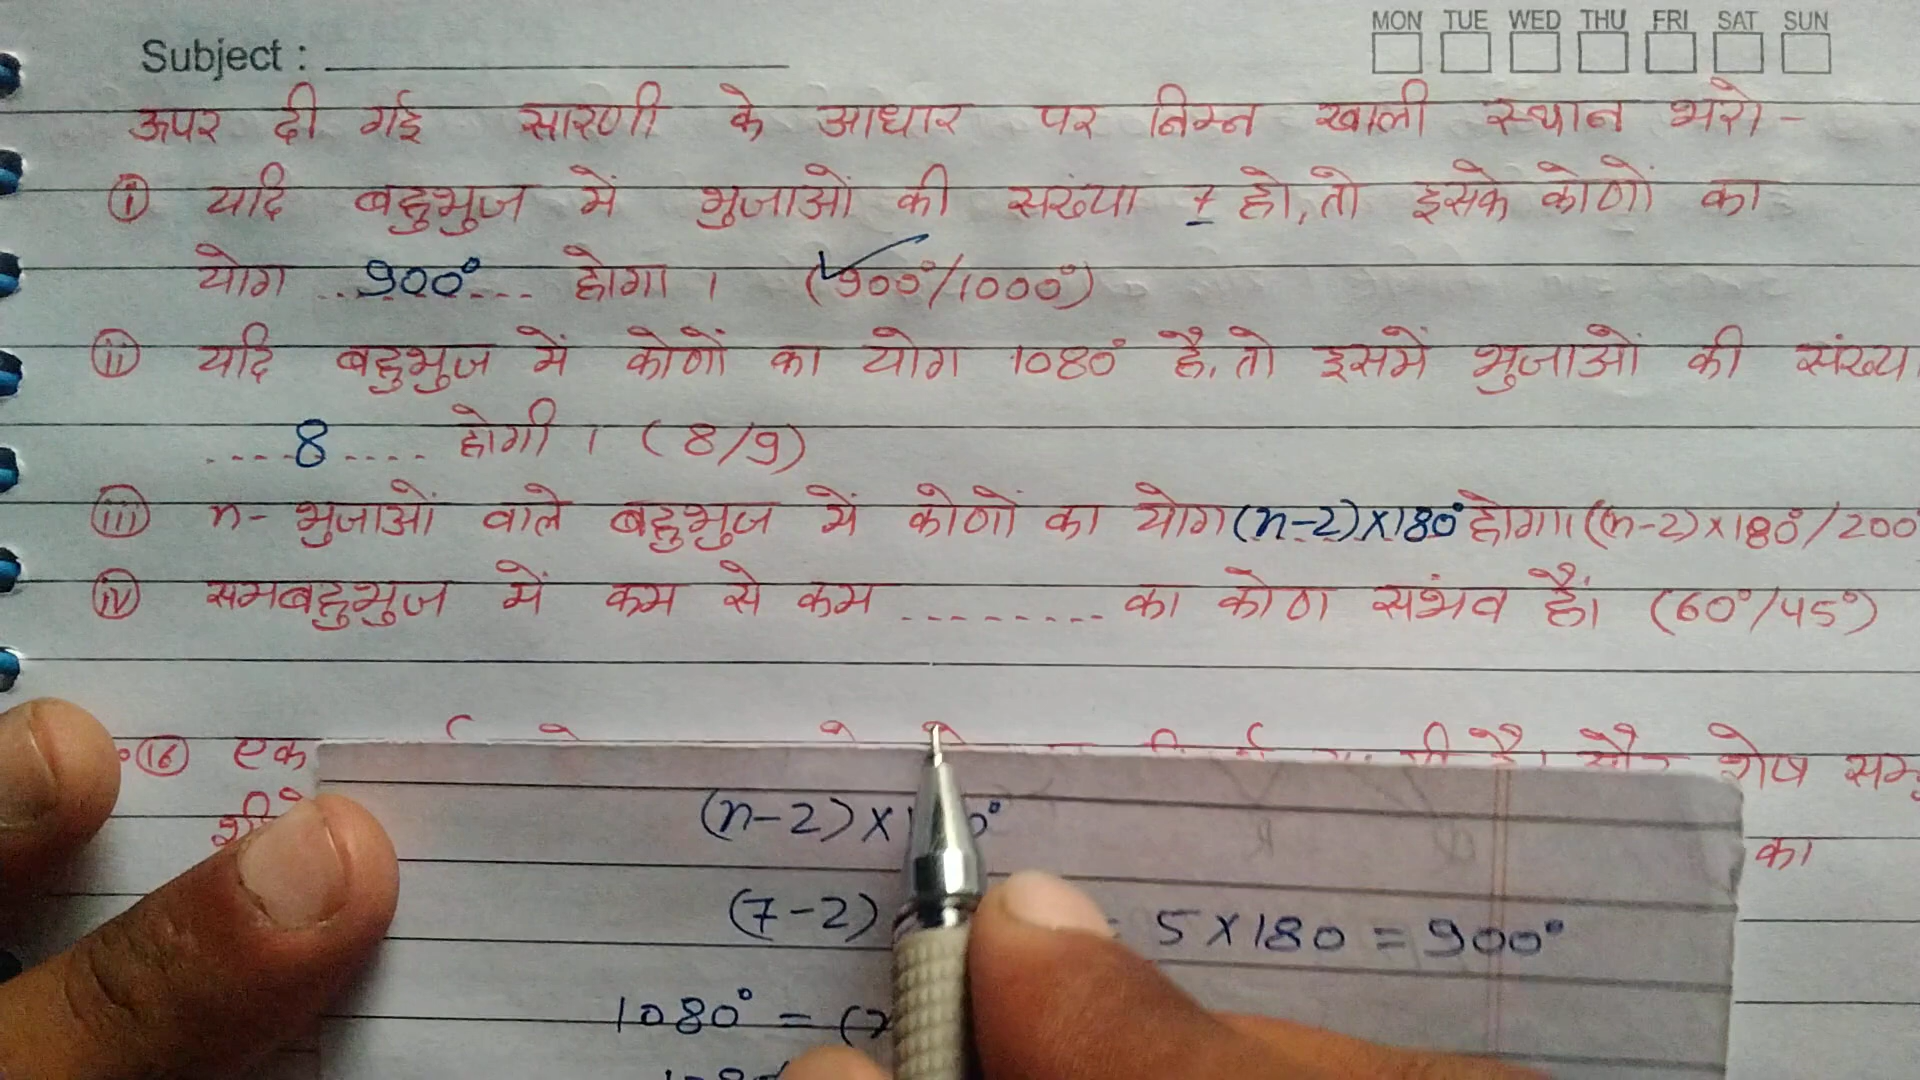 MON TUE WED THU FRI SAT SUN
Subject :
ऊपर दी गई सारणी के आधार पर निम्न खाली स्थान भरो -
(i) यदि बहुभुज में भुजाओं की संख्या 7 हो, तो इसके कोणों का
योग ..900°... होगा । (900°/1000°)
(ii) यदि बहुभुज में कोणों का योग 1080° है, तो इसमें भुजाओं की संख्य
....8.... होगी । (8/9)
(iii) n- भुजाओं वाले बहुभुज में कोणों का योग (n-2)×180° होगा। (n-2)×180°/200°
(iv) समबहुभुज में कम से कम ......... का कोण संभव हैं। (60°/45°)
(16) एक शेष सम
का
(n-2)×
(7-2) = 5×180 = 900°
1080° =